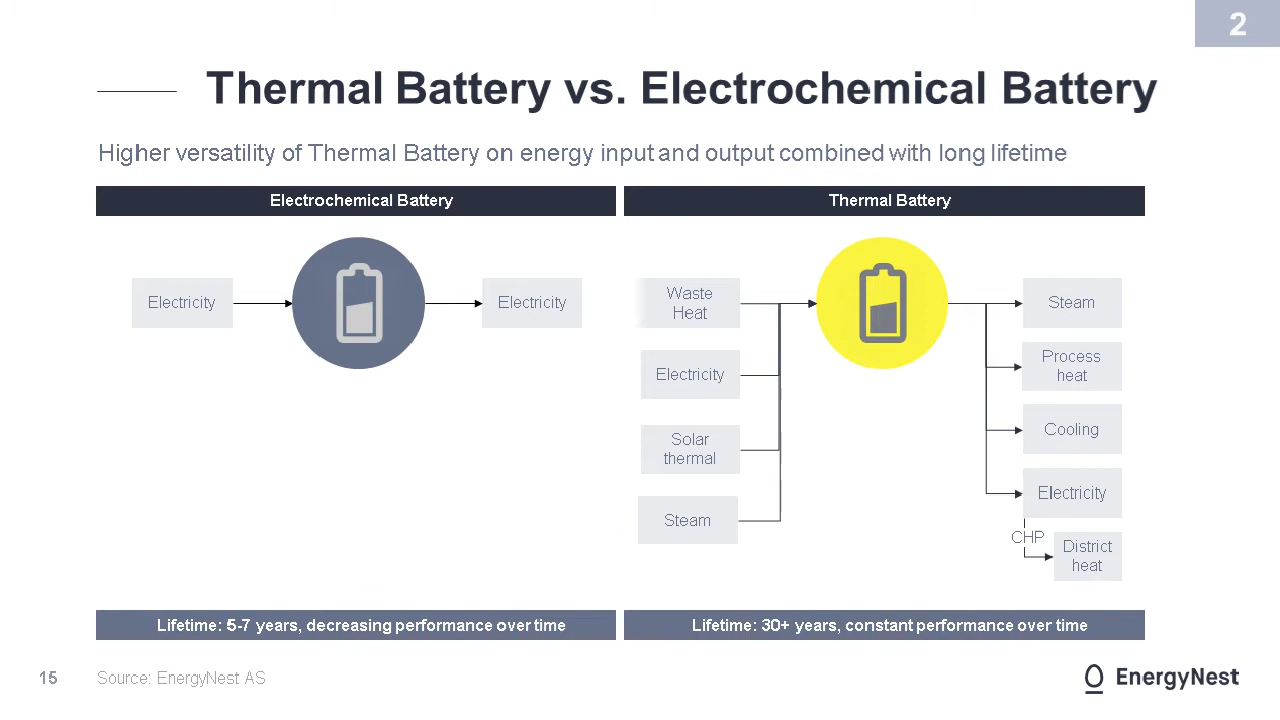 2
Thermal Battery vs. Electrochemical Battery
Higher versatility of Thermal Battery on energy input and output combined with long lifetime
Electrochemical Battery
Electricity
Electricity
Lifetime: 5-7 years, decreasing performance over time
Thermal Battery
Waste
Heat
Electricity
Solar
thermal
Steam
Steam
Process
heat
Cooling
Electricity
CHP
District
heat
Lifetime: 30+ years, constant performance over time
15
Source: EnergyNest AS
EnergyNest